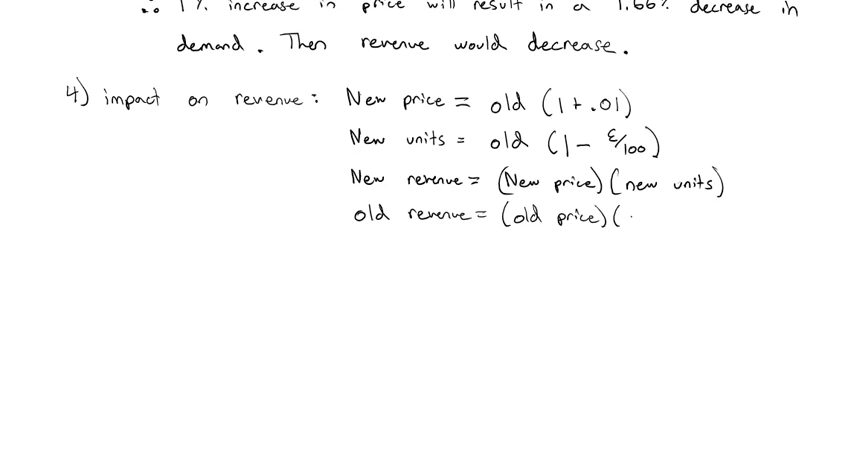 ∴ 1% increase in price will result in a 1.66% decrease in
demand. Then revenue would decrease.
4) impact on revenue: New price = old (1 + .01)
New units = old (1 - ε/100)
New revenue = (New price)(new units)
old revenue = (old price)(